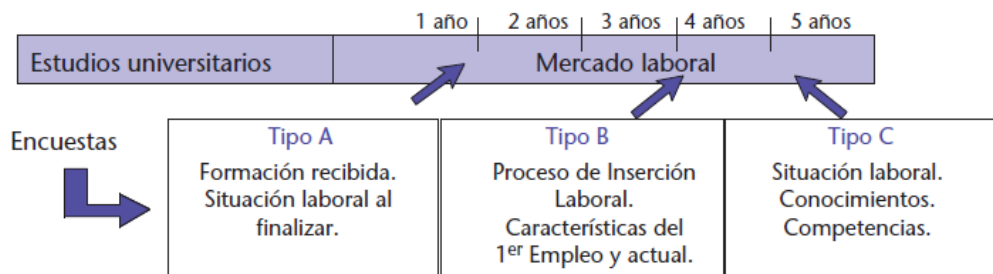 1 año 2 años 3 años 4 años 5 años
Estudios universitarios Mercado laboral
Encuestas
Tipo A
Formación recibida.
Situación laboral al
finalizar.
Tipo B
Proceso de Inserción
Laboral.
Características del
1er Empleo y actual.
Tipo C
Situación laboral.
Conocimientos.
Competencias.